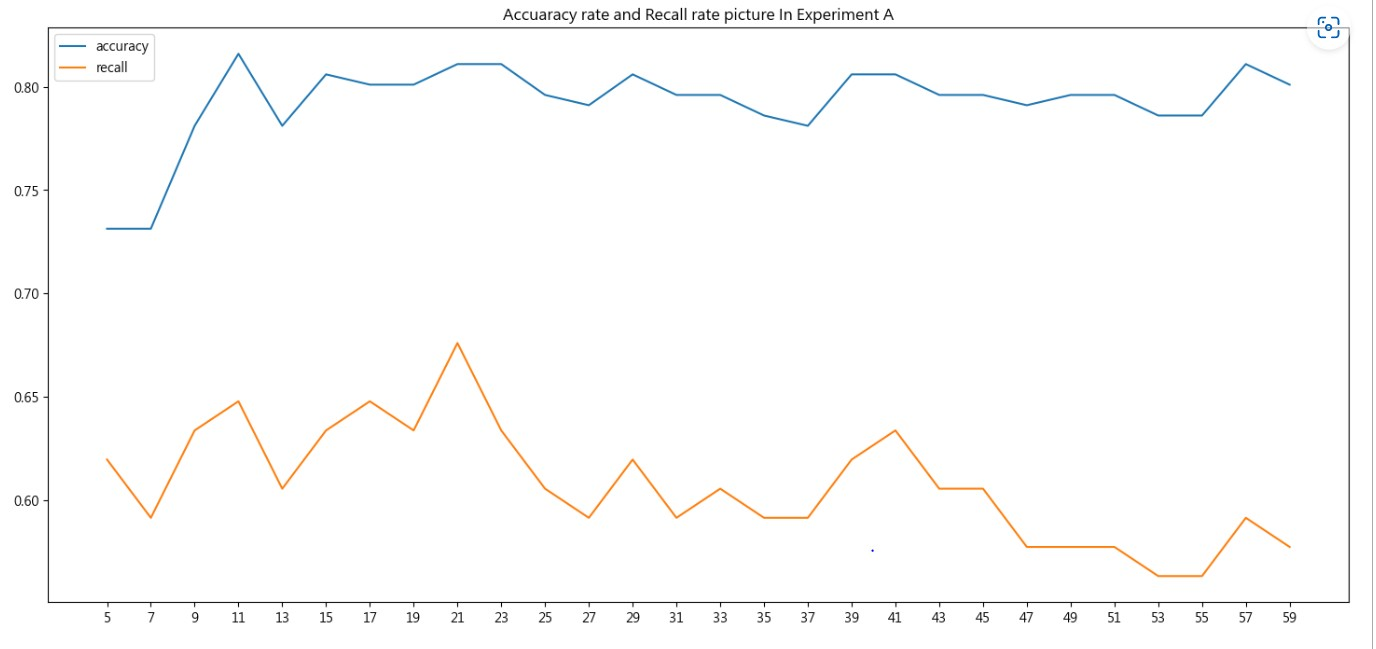 Accuaracy rate and Recall rate picture In Experiment A
accuracy
recall
0.80
0.75
0.70
0.65
0.60
5 7 9 11 13 15 17 19 21 23 25 27 29 31 33 35 37 39 41 43 45 47 49 51 53 55 57 59